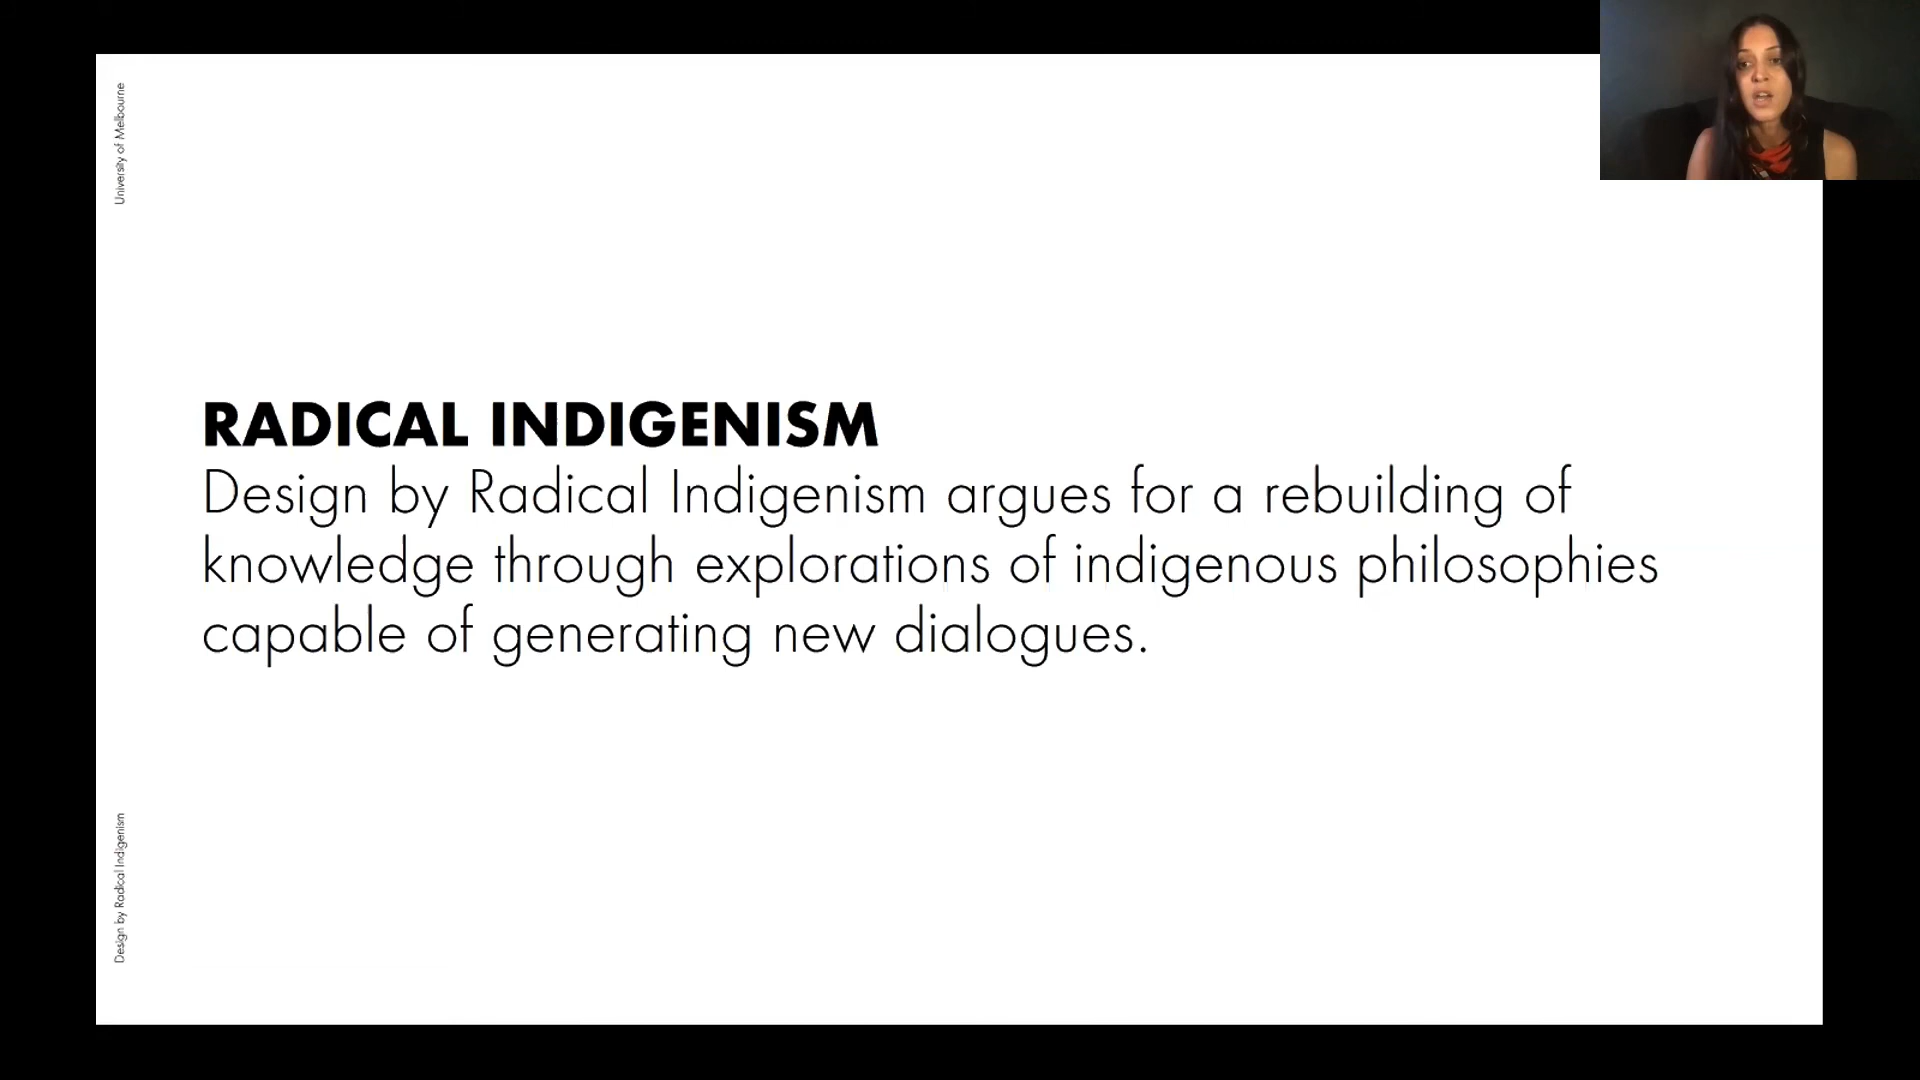 University of Melbourne
RADICAL INDIGENISM
Design by Radical Indigenism argues for a rebuilding of
knowledge through explorations of indigenous philosophies
capable of generating new dialogues.
Design by Radical Indigenism